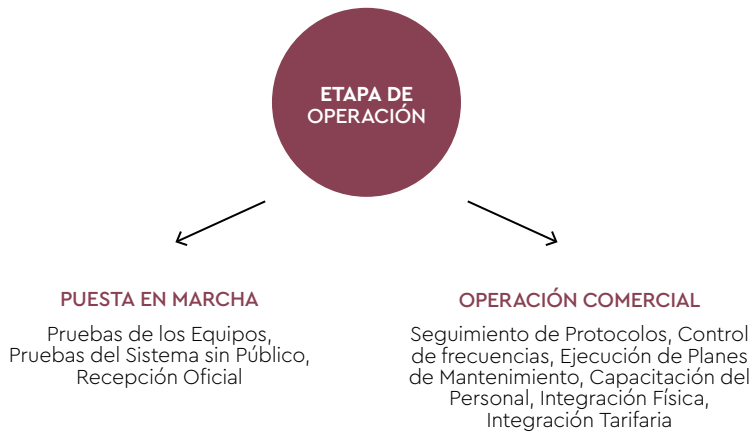 ETAPA DE
OPERACIÓN
PUESTA EN MARCHA
Pruebas de los Equipos,
Pruebas del Sistema sin Público,
Recepción Oficial
OPERACIÓN COMERCIAL
Seguimiento de Protocolos, Control
de frecuencias, Ejecución de Planes
de Mantenimiento, Capacitación del
Personal, Integración Física,
Integración Tarifaria